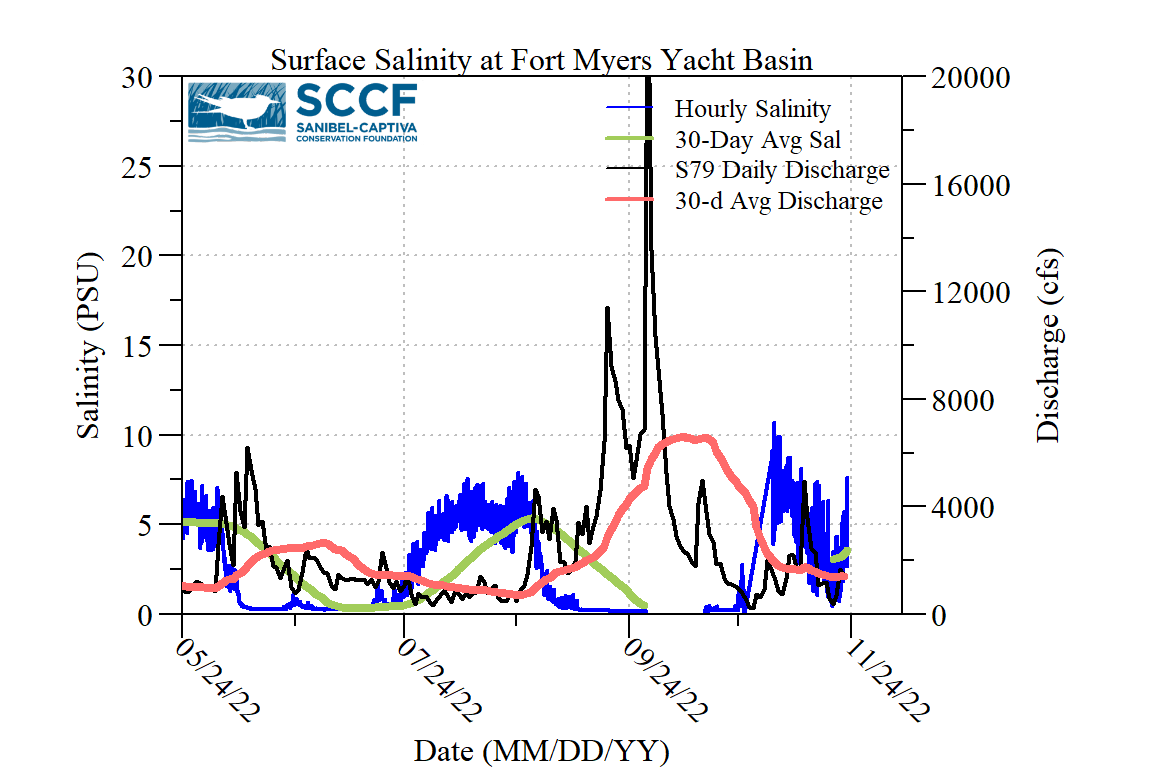 Surface Salinity at Fort Myers Yacht Basin
SCCF
SANIBEL-CAPTIVA
CONSERVATION FOUNDATION
Hourly Salinity
30-Day Avg Sal
S79 Daily Discharge
30-d Avg Discharge
30
25
20
15
10
5
0
Salinity (PSU)
20000
16000
12000
8000
4000
0
Discharge (cfs)
05/24/22
07/24/22
09/24/22
11/24/22
Date (MM/DD/YY)